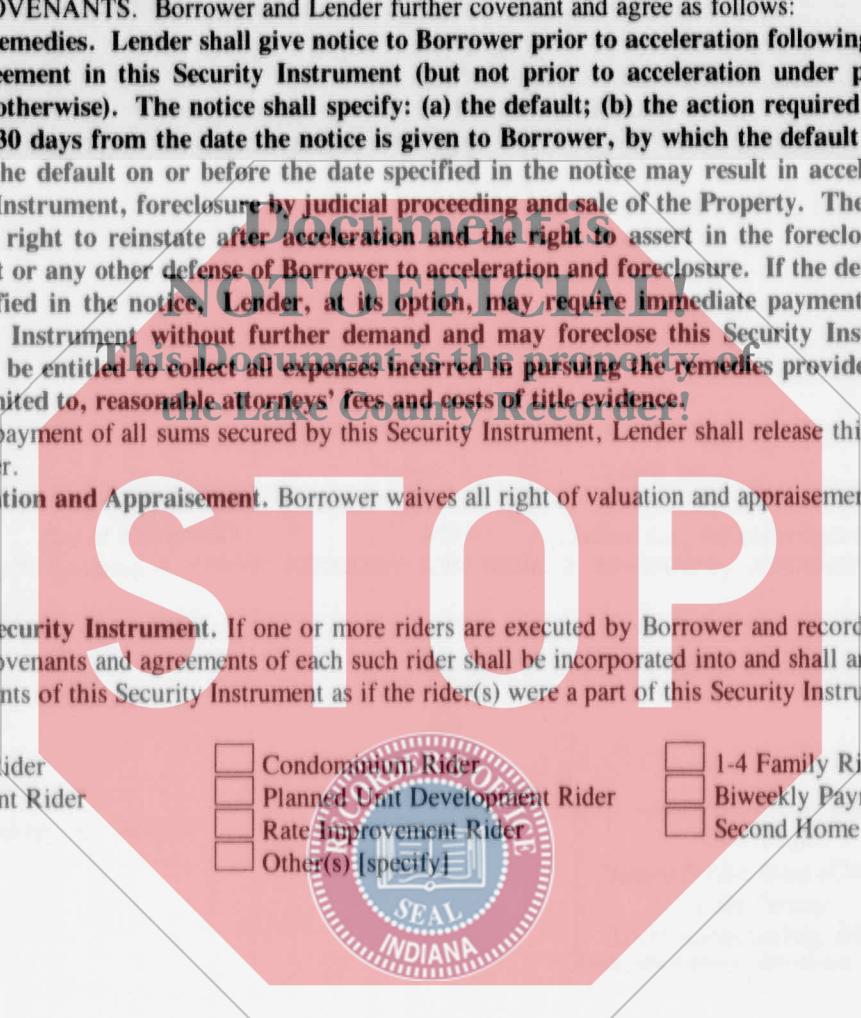 OVENANTS. Borrower and Lender further covenant and agree as follows:
emedies. Lender shall give notice to Borrower prior to acceleration following
eement in this Security Instrument (but not prior to acceleration under p
otherwise). The notice shall specify: (a) the default; (b) the action required
30 days from the date the notice is given to Borrower, by which the default
he default on or before the date specified in the notice may result in accel
Instrument, foreclosure by judicial proceeding and sale of the Property. The
Document is
right to reinstate after acceleration and the right to assert in the foreclo
t or any other defense of Borrower to acceleration and foreclosure. If the de
NOT OFFICIAL!
fied in the notice, Lender, at its option, may require immediate payment
Instrument without further demand and may foreclose this Security Ins
This Document is the property of
be entitled to collect all expenses incurred in pursuing the remedies provide
the Lake County Recorder!
nited to, reasonable attorneys' fees and costs of title evidence.
payment of all sums secured by this Security Instrument, Lender shall release thi
r.
tion and Appraisement. Borrower waives all right of valuation and appraisemen
STOP
ecurity Instrument. If one or more riders are executed by Borrower and record
ovenants and agreements of each such rider shall be incorporated into and shall a
nts of this Security Instrument as if the rider(s) were a part of this Security Instru
ider
Condominium Rider
1-4 Family Ri
nt Rider
Planned Unit Development Rider
Biweekly Payr
Rate Improvement Rider
Second Home
Other(s) [specify]
RECORDER'S OFFICE
SEAL
INDIANA